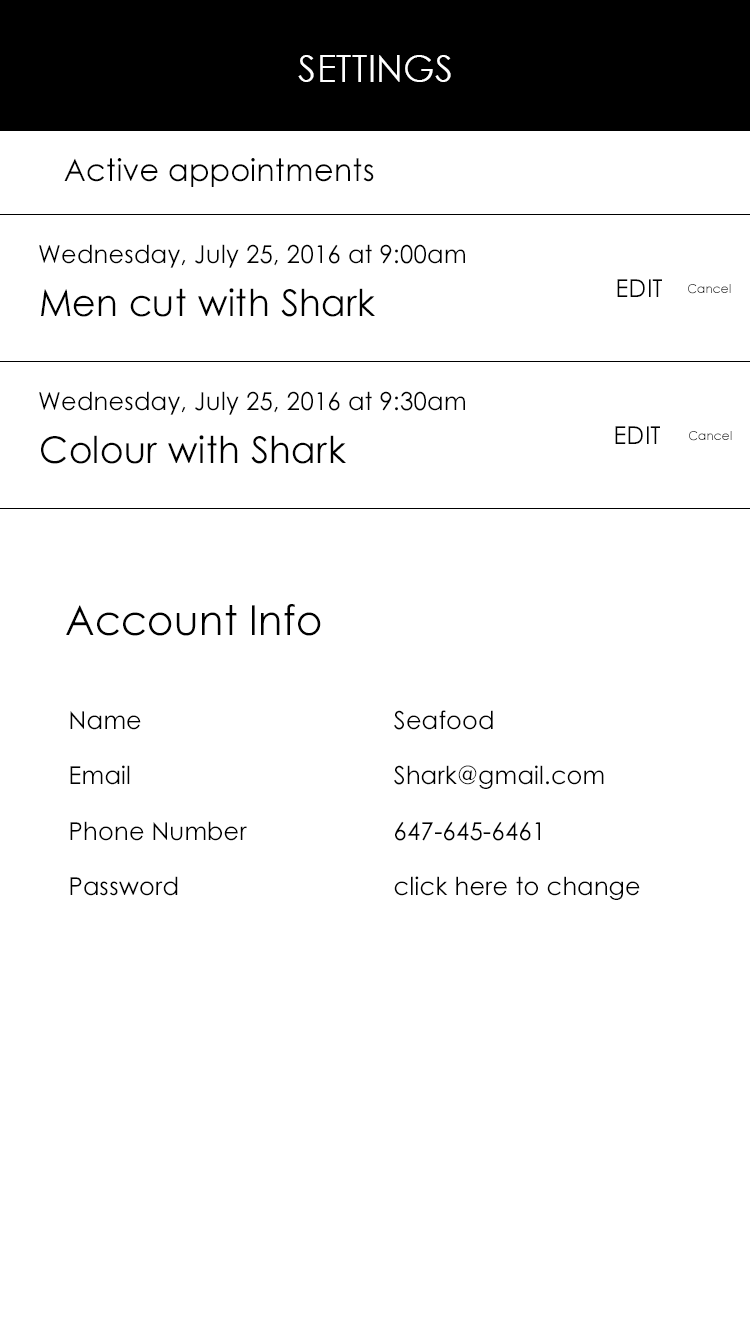 SETTINGS
Active appointments
Wednesday, July 25, 2016 at 9:00am
Men cut with Shark
EDIT Cancel
Wednesday, July 25, 2016 at 9:30am
Colour with Shark
EDIT Cancel
Account Info
Name Seafood
Email Shark@gmail.com
Phone Number 647-645-6461
Password click here to change